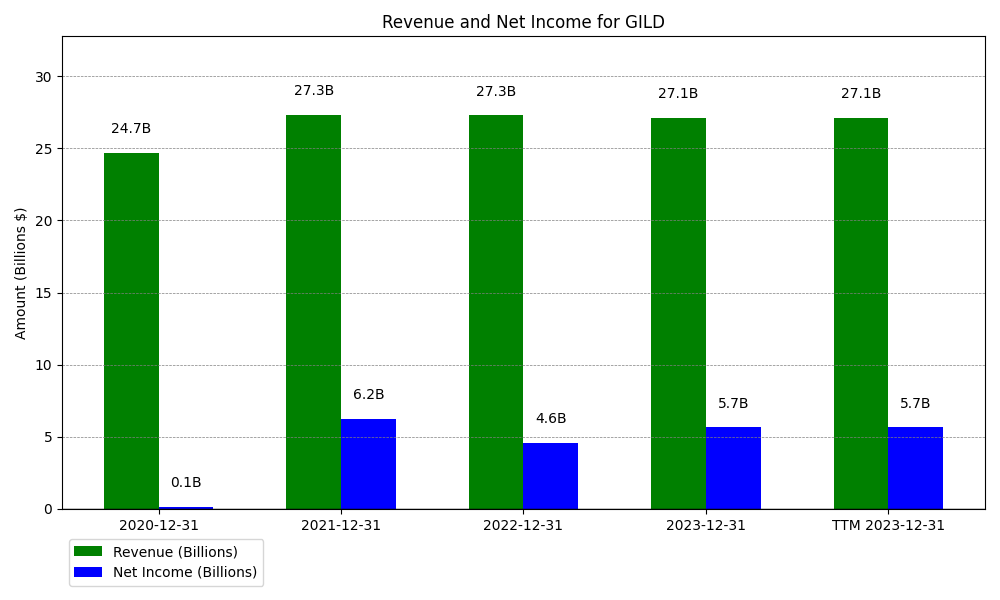 Revenue and Net Income for GILD
Amount (Billions $)
30
25
20
15
10
5
0
24.7B
27.3B
27.3B
27.1B
27.1B
0.1B
6.2B
4.6B
5.7B
5.7B
2020-12-31
2021-12-31
2022-12-31
2023-12-31
TTM 2023-12-31
Revenue (Billions)
Net Income (Billions)